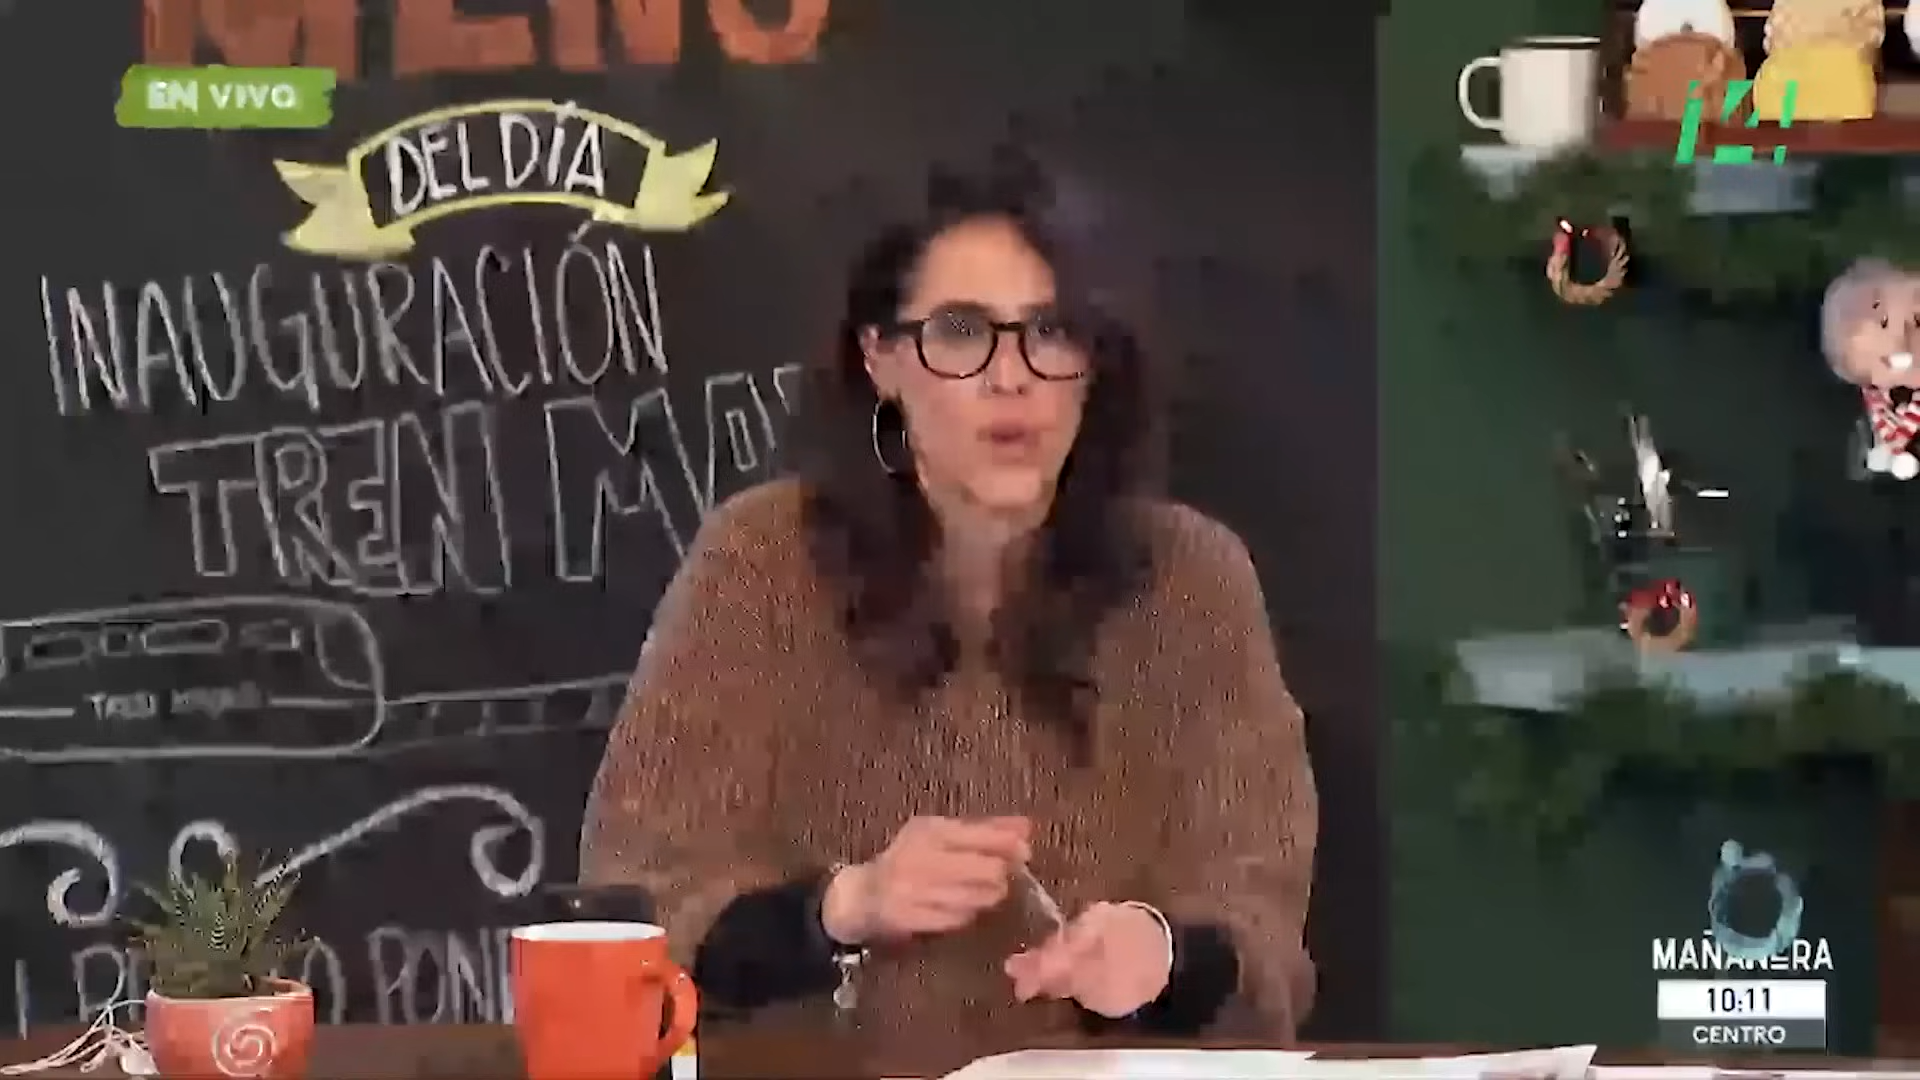 MENÚ
EN VIVO
DEL DÍA
INAUGURACIÓN
TREN MA
MAÑANERA
10:11
CENTRO